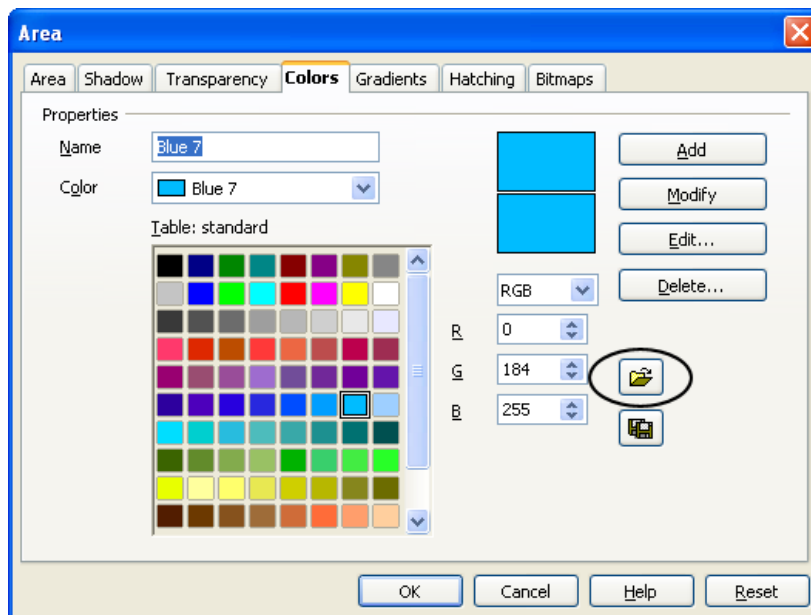 Area
Area Shadow Transparency Colors Gradients Hatching Bitmaps
Properties
Name Blue 7 Add
Color Blue 7 Modify
Table: standard Edit...
RGB Delete...
R 0
G 184
B 255
OK Cancel Help Reset